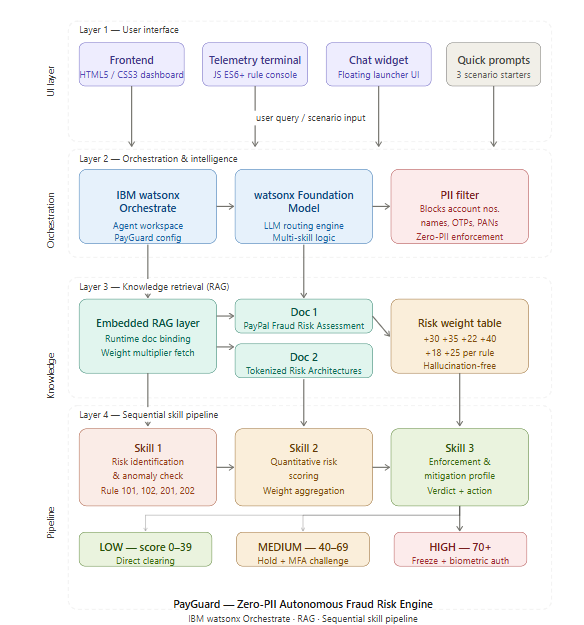 Layer 1 — User interface
UI layer
Frontend
HTML5 / CSS3 dashboard
Telemetry terminal
JS ES6+ rule console
Chat widget
Floating launcher UI
Quick prompts
3 scenario starters
user query / scenario input
Layer 2 — Orchestration & intelligence
Orchestration
IBM watsonx
Orchestrate
Agent workspace
PayGuard config
watsonx Foundation
Model
LLM routing engine
Multi-skill logic
PII filter
Blocks account nos.
names, OTPs, PANs
Zero-PII enforcement
Layer 3 — Knowledge retrieval (RAG)
Knowledge
Embedded RAG layer
Runtime doc binding
Weight multiplier fetch
Doc 1
PayPal Fraud Risk Assessment
Doc 2
Tokenized Risk Architectures
Risk weight table
+30 +35 +22 +40
+18 +25 per rule
Hallucination-free
Layer 4 — Sequential skill pipeline
Pipeline
Skill 1
Risk identification
& anomaly check
Rule 101, 102, 201, 202
Skill 2
Quantitative risk
scoring
Weight aggregation
Skill 3
Enforcement &
mitigation profile
Verdict + action
LOW — score 0–39
Direct clearing
MEDIUM — 40–69
Hold + MFA challenge
HIGH — 70+
Freeze + biometric auth
PayGuard — Zero-PII Autonomous Fraud Risk Engine
IBM watsonx Orchestrate · RAG · Sequential skill pipeline